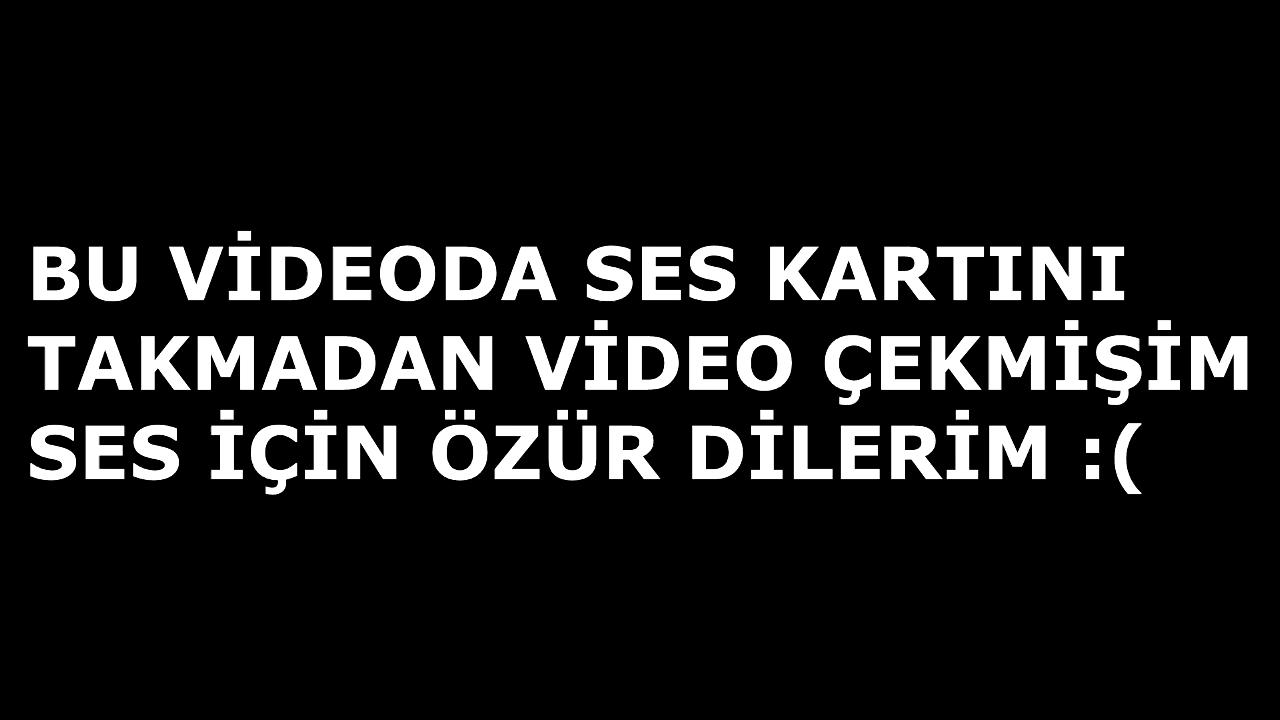 BU VİDEODA SES KARTINI
TAKMADAN VİDEO ÇEKMİŞİM
SES İÇİN ÖZÜR DİLERİM :(